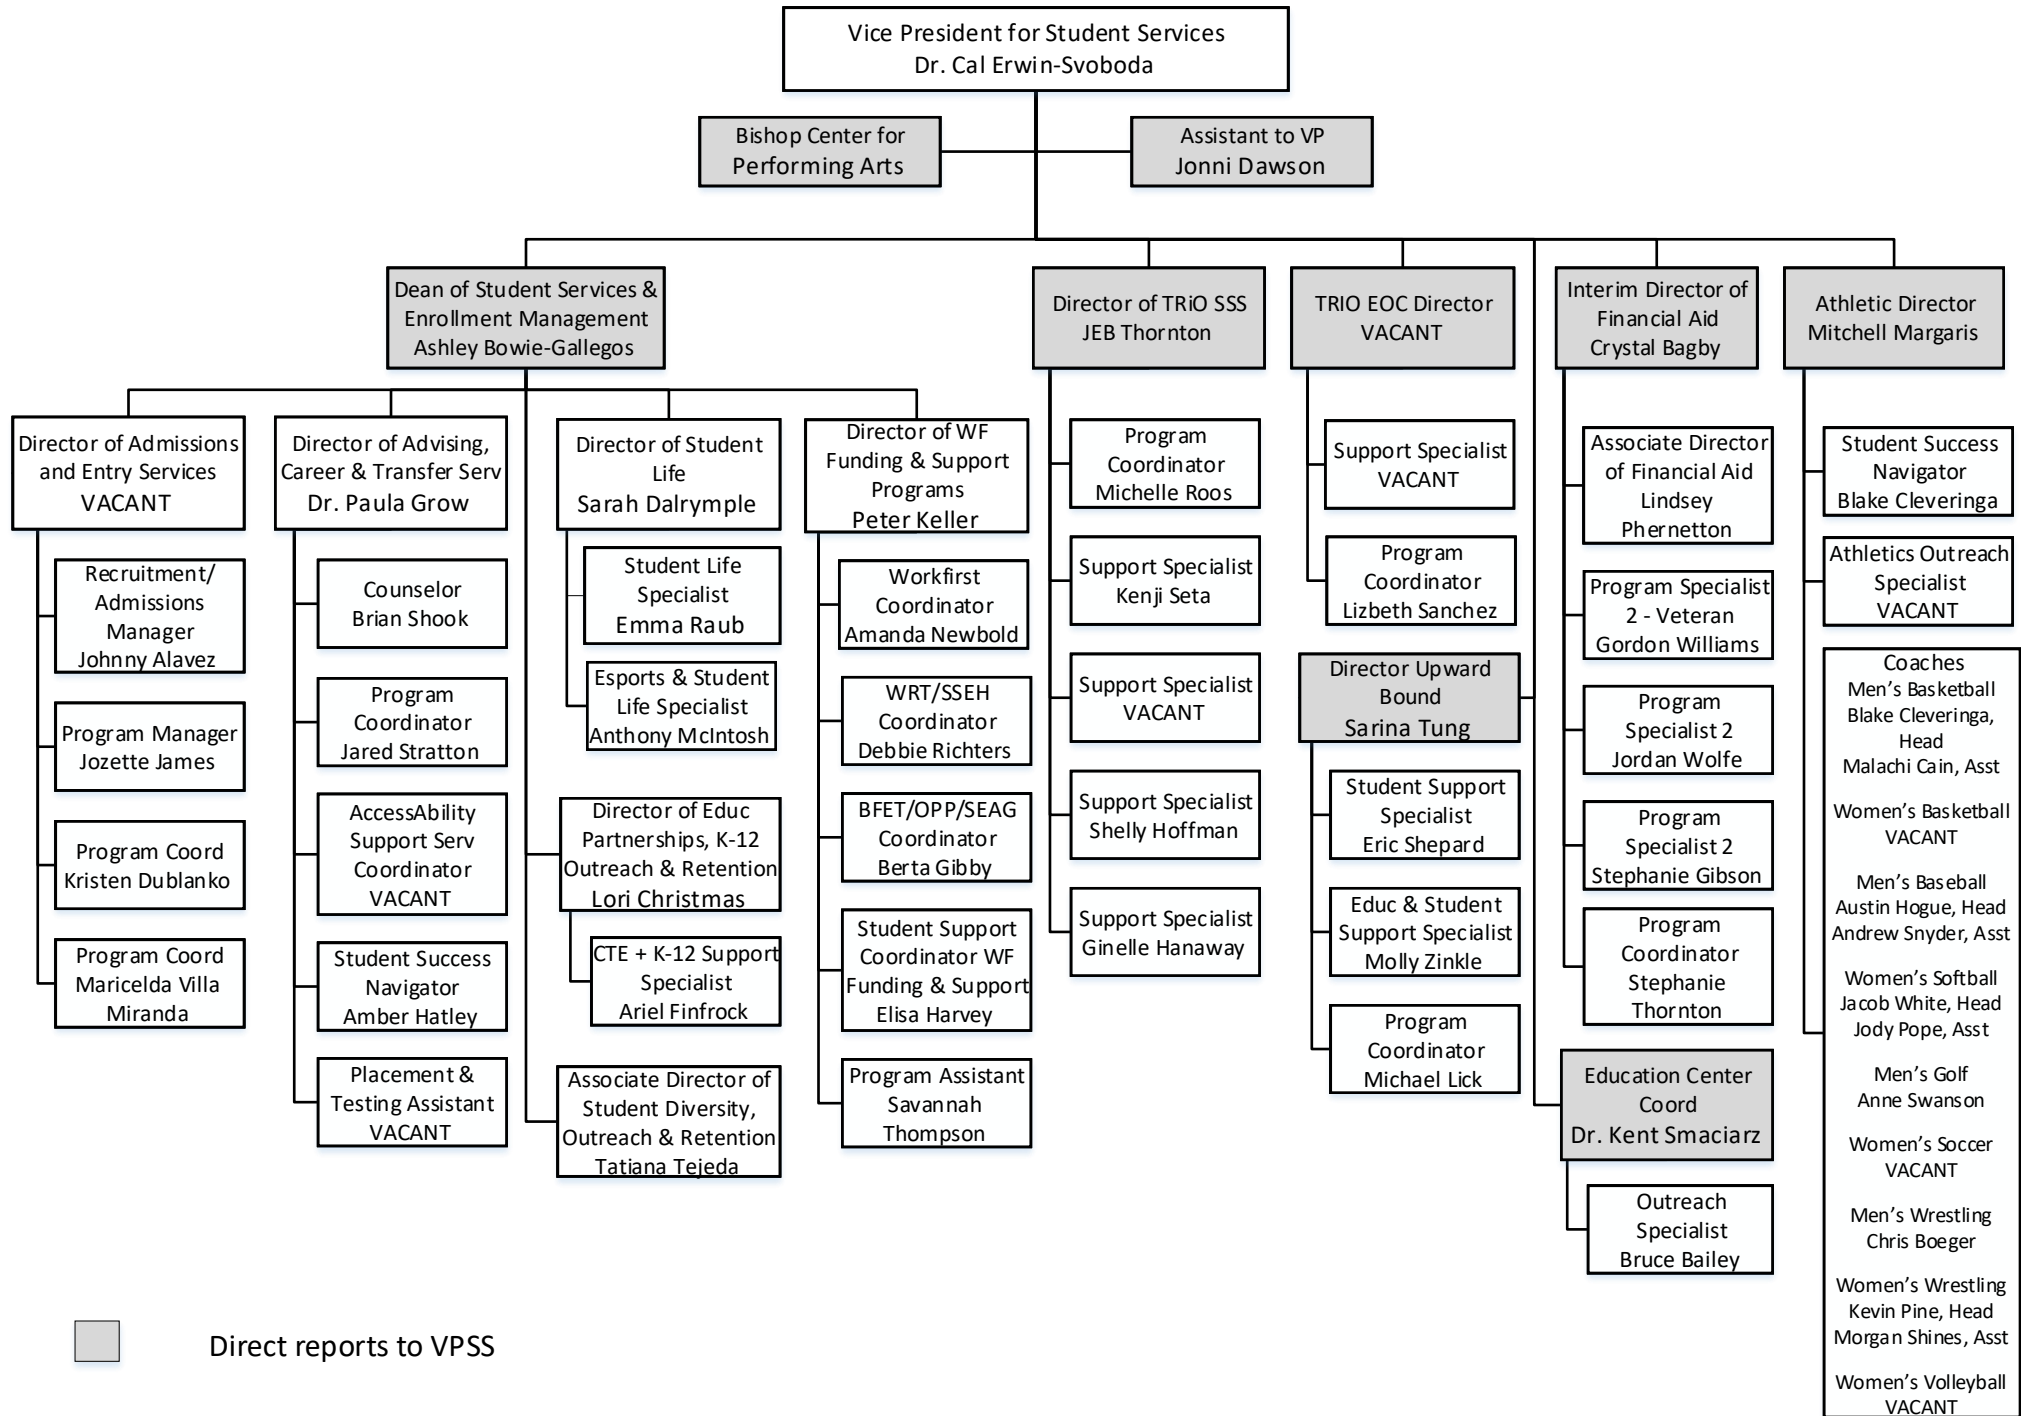 Vice President for Student Services
Dr. Cal Erwin-Svoboda
Bishop Center for
Performing Arts
Assistant to VP
Jonni Dawson
Dean of Student Services &
Enrollment Management
Ashley Bowie-Gallegos
Director of TRiO SSS
JEB Thornton
TRIO EOC Director
VACANT
Interim Director of
Financial Aid
Crystal Bagby
Athletic Director
Mitchell Margaris
Director of Admissions
and Entry Services
VACANT
Recruitment/
Admissions
Manager
Johnny Alavez
Program Manager
Jozette James
Program Coord
Kristen Dublanko
Program Coord
Maricelda Villa
Miranda
Director of Advising,
Career & Transfer Serv
Dr. Paula Grow
Counselor
Brian Shook
Program
Coordinator
Jared Stratton
AccessAbility
Support Serv
Coordinator
VACANT
Student Success
Navigator
Amber Hatley
Placement &
Testing Assistant
VACANT
Director of Student
Life
Sarah Dalrymple
Student Life
Specialist
Emma Raub
Esports & Student
Life Specialist
Anthony McIntosh
Director of Educ
Partnerships, K-12
Outreach & Retention
Lori Christmas
CTE + K-12 Support
Specialist
Ariel Finfrock
Associate Director of
Student Diversity,
Outreach & Retention
Tatiana Tejeda
Director of WF
Funding & Support
Programs
Peter Keller
Workfirst
Coordinator
Amanda Newbold
WRT/SSEH
Coordinator
Debbie Richters
BFET/OPP/SEAG
Coordinator
Berta Gibby
Student Support
Coordinator WF
Funding & Support
Elisa Harvey
Program Assistant
Savannah
Thompson
Program
Coordinator
Michelle Roos
Support Specialist
Kenji Seta
Support Specialist
VACANT
Support Specialist
Shelly Hoffman
Support Specialist
Ginelle Hanaway
Support Specialist
VACANT
Program
Coordinator
Lizbeth Sanchez
Director Upward
Bound
Sarina Tung
Student Support
Specialist
Eric Shepard
Educ & Student
Support Specialist
Molly Zinkle
Program
Coordinator
Michael Lick
Associate Director
of Financial Aid
Lindsey
Phernetton
Program Specialist
2 - Veteran
Gordon Williams
Program
Specialist 2
Jordan Wolfe
Program
Specialist 2
Stephanie Gibson
Program
Coordinator
Stephanie
Thornton
Education Center
Coord
Dr. Kent Smaciarz
Outreach
Specialist
Bruce Bailey
Student Success
Navigator
Blake Cleveringa
Athletics Outreach
Specialist
VACANT
Coaches
Men's Basketball
Blake Cleveringa,
Head
Malachi Cain, Asst
Women's Basketball
VACANT
Men's Baseball
Austin Hogue, Head
Andrew Snyder, Asst
Women's Softball
Jacob White, Head
Jody Pope, Asst
Men's Golf
Anne Swanson
Women's Soccer
VACANT
Men's Wrestling
Chris Boeger
Women's Wrestling
Kevin Pine, Head
Morgan Shines, Asst
Women's Volleyball
VACANT
Direct reports to VPSS